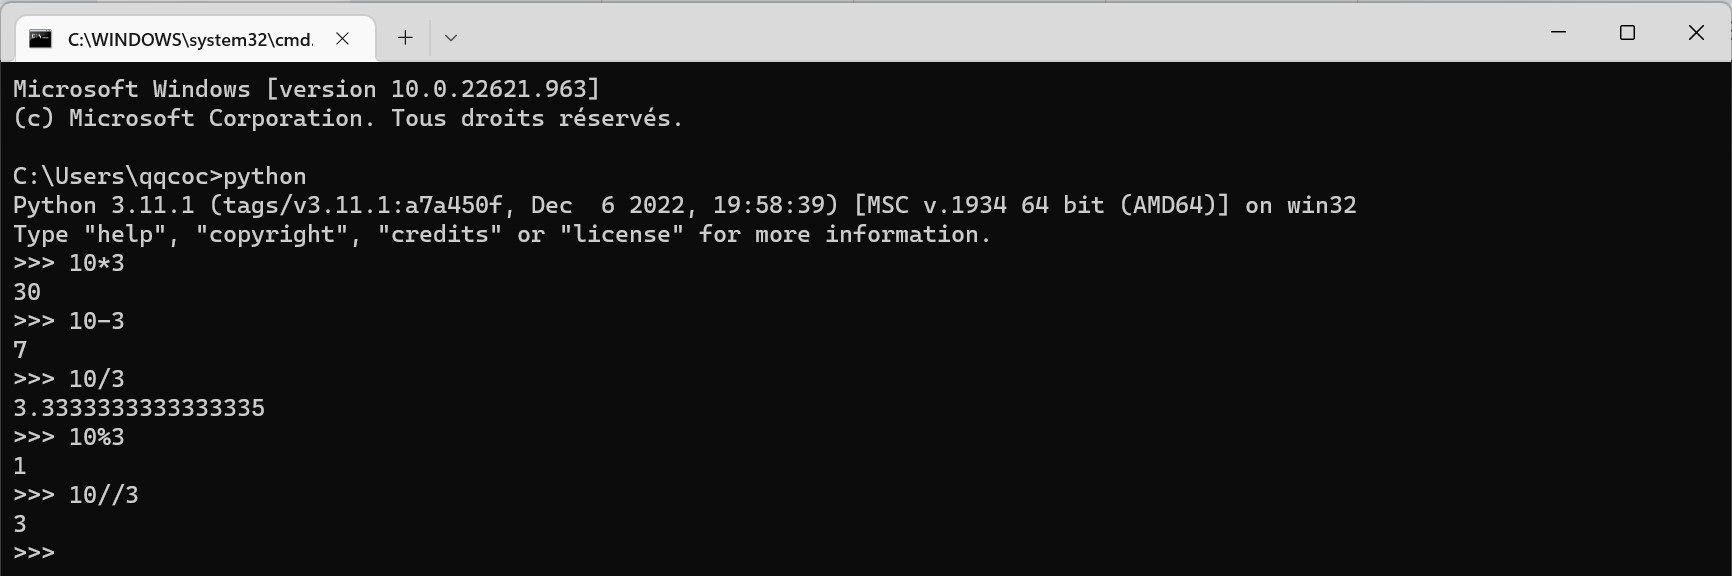 C:\WINDOWS\system32\cmd.
Microsoft Windows [version 10.0.22621.963]
(c) Microsoft Corporation. Tous droits réservés.
C:\Users\qqcoc>python
Python 3.11.1 (tags/v3.11.1:a7a450f, Dec  6 2022, 19:58:39) [MSC v.1934 64 bit (AMD64)] on win32
Type "help", "copyright", "credits" or "license" for more information.
>>> 10*3
30
>>> 10-3
7
>>> 10/3
3.3333333333333335
>>> 10%3
1
>>> 10//3
3
>>>